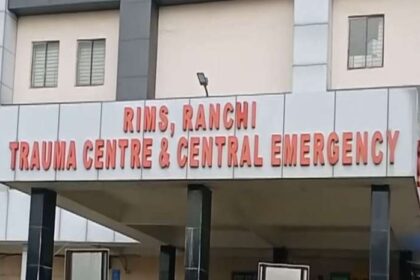 RIMS, RANCHI
TRAUMA CENTRE & CENTRAL EMERGENCY